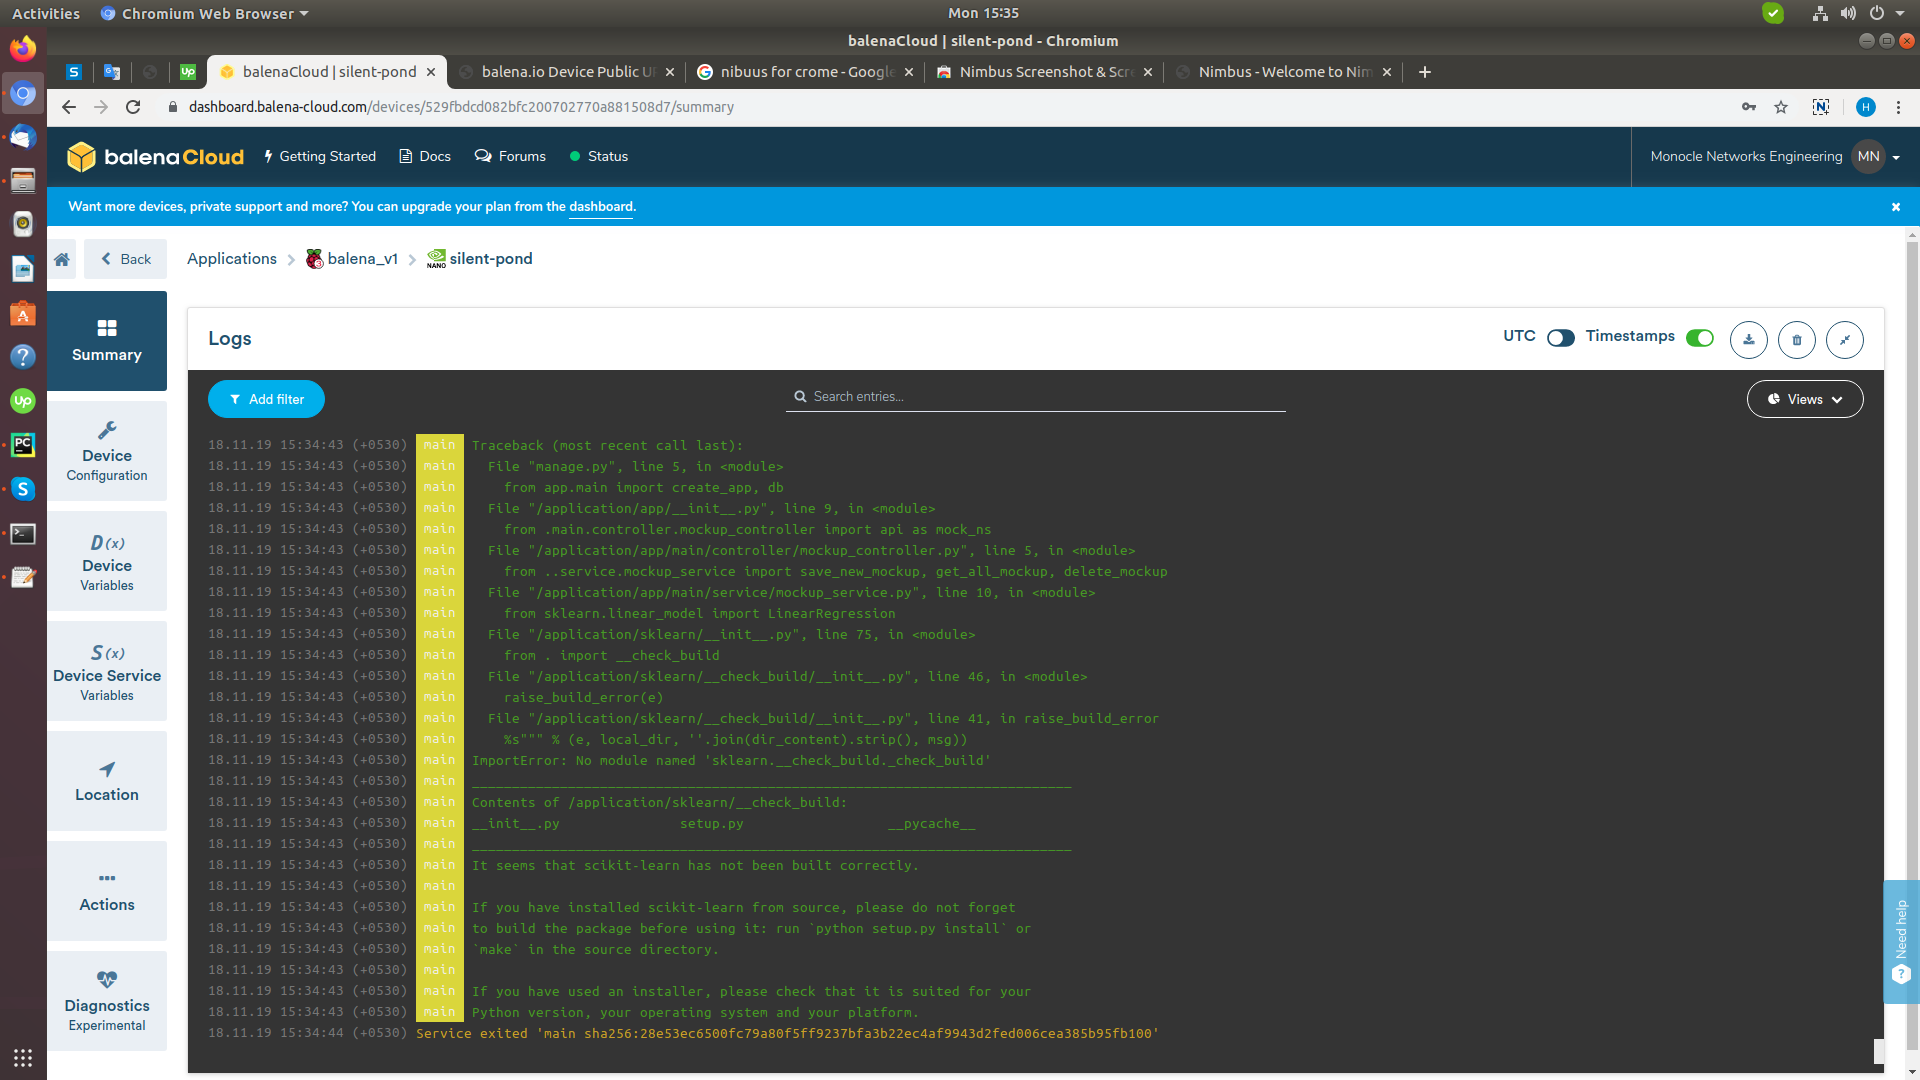 Activities
Chromium Web Browser
Mon 15:35
balenaCloud | silent-pond - Chromium
balenaCloud | silent-pond
balena.io Device Public U
nibuus for crome - Google
Nimbus Screenshot & Scre
Nimbus - Welcome to Nim
dashboard.balena-cloud.com/devices/529fbdcd082bfc200702770a881508d7/summary
H
balenaCloud
Getting Started
Docs
Forums
Status
Monocle Networks Engineering
MN
Want more devices, private support and more? You can upgrade your plan from the dashboard.
Back
Applications
balena_v1
NANO
silent-pond
Summary
Device
Configuration
D(x)
Device
Variables
S(x)
Device Service
Variables
Location
Actions
Diagnostics
Experimental
Logs
UTC
Timestamps
Add filter
Search entries...
Views
18.11.19 15:34:43 (+0530) main Traceback (most recent call last):
18.11.19 15:34:43 (+0530) main File "manage.py", line 5, in <module>
18.11.19 15:34:43 (+0530) main from app.main import create_app, db
18.11.19 15:34:43 (+0530) main File "/application/app/__init__.py", line 9, in <module>
18.11.19 15:34:43 (+0530) main from .main.controller.mockup_controller import api as mock_ns
18.11.19 15:34:43 (+0530) main File "/application/app/main/controller/mockup_controller.py", line 5, in <module>
18.11.19 15:34:43 (+0530) main from ..service.mockup_service import save_new_mockup, get_all_mockup, delete_mockup
18.11.19 15:34:43 (+0530) main File "/application/app/main/service/mockup_service.py", line 10, in <module>
18.11.19 15:34:43 (+0530) main from sklearn.linear_model import LinearRegression
18.11.19 15:34:43 (+0530) main File "/application/sklearn/__init__.py", line 75, in <module>
18.11.19 15:34:43 (+0530) main from . import __check_build
18.11.19 15:34:43 (+0530) main File "/application/sklearn/__check_build/__init__.py", line 46, in <module>
18.11.19 15:34:43 (+0530) main raise_build_error(e)
18.11.19 15:34:43 (+0530) main File "/application/sklearn/__check_build/__init__.py", line 41, in raise_build_error
18.11.19 15:34:43 (+0530) main %s""" % (e, local_dir, ''.join(dir_content).strip(), msg))
18.11.19 15:34:43 (+0530) main ImportError: No module named 'sklearn.__check_build._check_build'
18.11.19 15:34:43 (+0530) main ___________________________________________________________________________
18.11.19 15:34:43 (+0530) main Contents of /application/sklearn/__check_build:
18.11.19 15:34:43 (+0530) main __init__.py setup.py __pycache__
18.11.19 15:34:43 (+0530) main ___________________________________________________________________________
18.11.19 15:34:43 (+0530) main It seems that scikit-learn has not been built correctly.
18.11.19 15:34:43 (+0530) main
18.11.19 15:34:43 (+0530) main If you have installed scikit-learn from source, please do not forget
18.11.19 15:34:43 (+0530) main to build the package before using it: run `python setup.py install` or
18.11.19 15:34:43 (+0530) main `make` in the source directory.
18.11.19 15:34:43 (+0530) main
18.11.19 15:34:43 (+0530) main If you have used an installer, please check that it is suited for your
18.11.19 15:34:43 (+0530) main Python version, your operating system and your platform.
18.11.19 15:34:44 (+0530) Service exited 'main sha256:28e53ec6500fc79a80f5ff9237bfa3b22ec4af9943d2fed006cea385b95fb100'
Need help